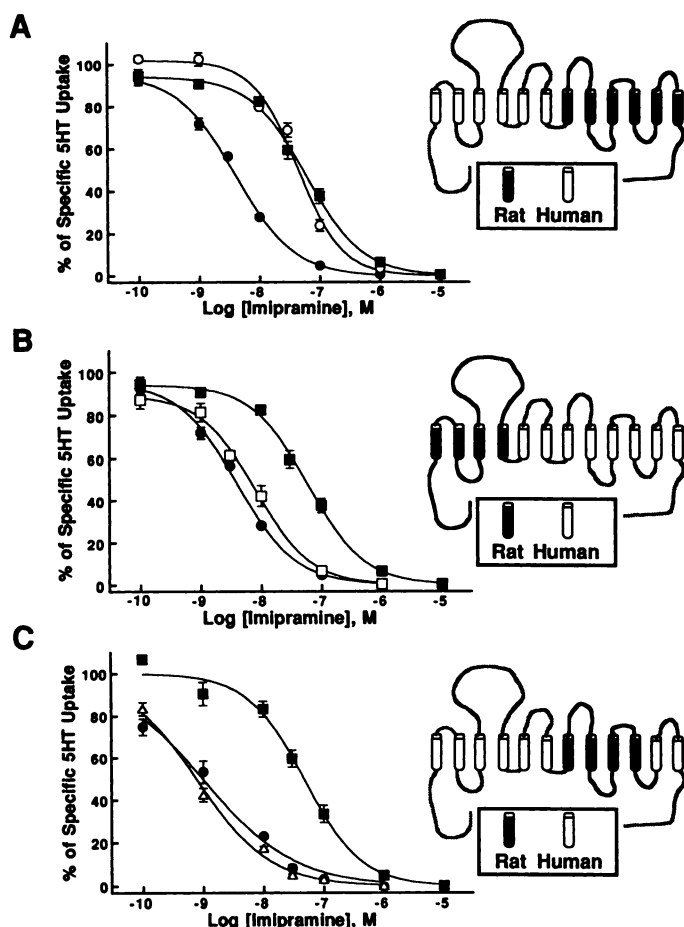 A
% of Specific 5HT Uptake
100
80
60
40
20
0
-10 -9 -8 -7 -6 -5
Log [Imipramine], M
Rat Human
B
% of Specific 5HT Uptake
100
80
60
40
20
0
-10 -9 -8 -7 -6 -5
Log [Imipramine], M
Rat Human
C
% of Specific 5HT Uptake
100
80
60
40
20
0
-10 -9 -8 -7 -6 -5
Log [Imipramine], M
Rat Human